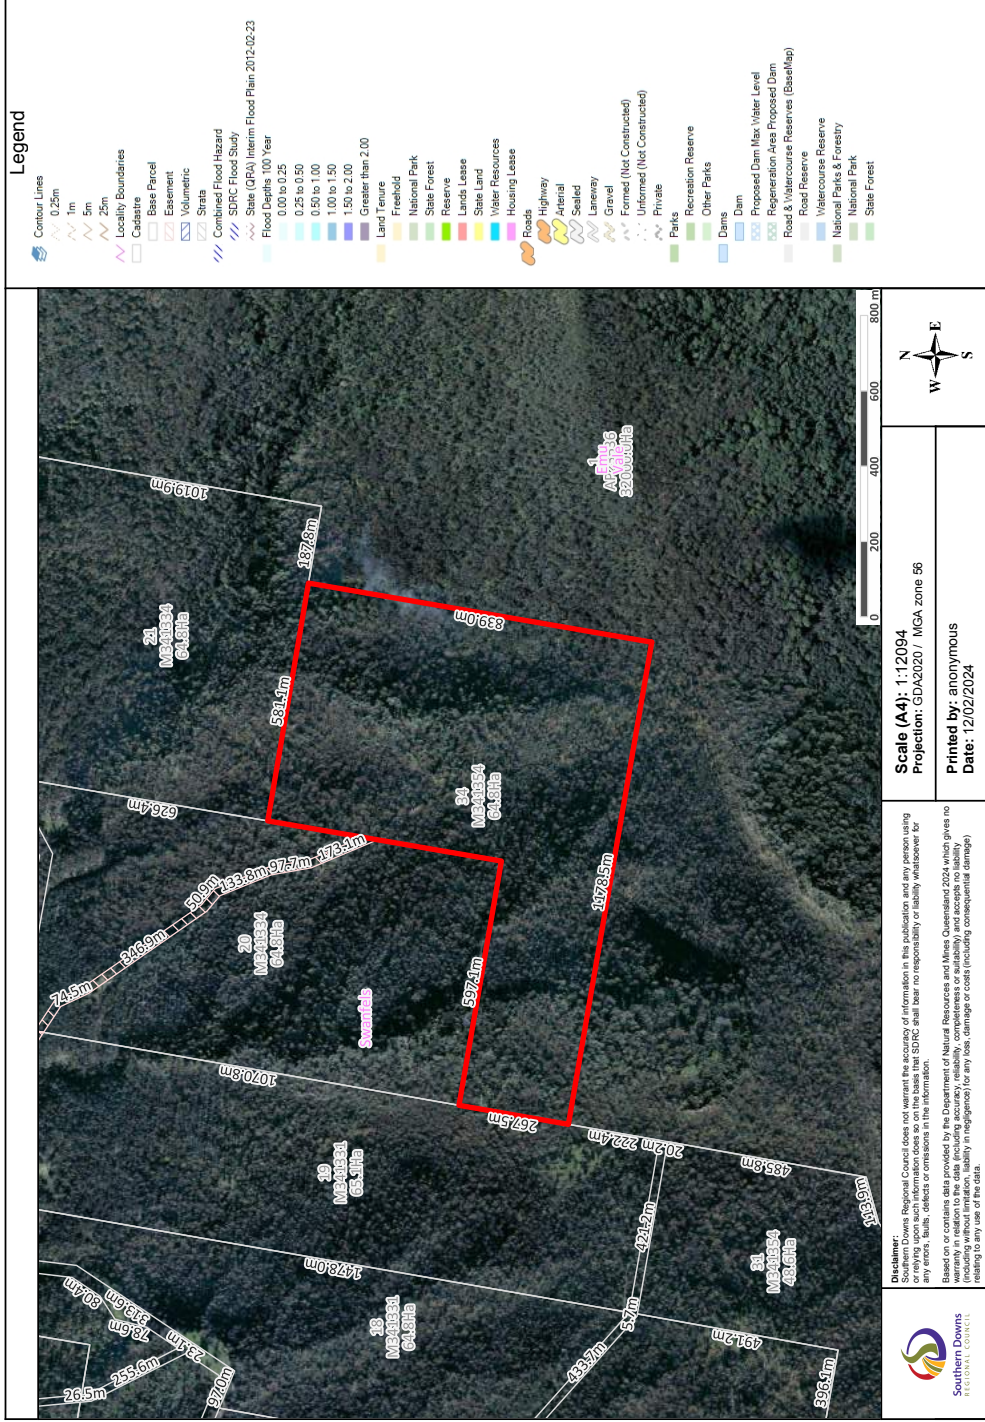 Legend
Contour Lines
0.25m
1m
5m
25m
Locality Boundaries
Cadastre
Base Parcel
Easement
Volumetric
Strata
Combined Flood Hazard
SDRC Flood Study
State (QRA) Interim Flood Plain 2012-02-23
Flood Depths 100 Year
0.00 to 0.25
0.25 to 0.50
0.50 to 1.00
1.00 to 1.50
1.50 to 2.00
Greater than 2.00
Land Tenure
Freehold
National Park
State Forest
Reserve
Lands Lease
State Land
Water Resources
Housing Lease
Roads
Highway
Arterial
Sealed
Laneway
Gravel
Formed (Not Constructed)
Unformed (Not Constructed)
Private
Parks
Recreation Reserve
Other Parks
Dams
Dam
Proposed Dam Max Water Level
Regeneration Area Proposed Dam
Road & Watercourse Reserves (BaseMap)
Road Reserve
Watercourse Reserve
National Parks & Forestry
National Park
State Forest
1019.9m
187.8m
21
M341334
64.8Ha
581.1m
839.0m
626.4m
34
M341354
64.8Ha
1
Emu
Vale
173.1m
97.7m
133.8m
50.9m
346.9m
74.5m
20
M341334
64.8Ha
Swanfels
597.1m
1178.5m
1070.8m
267.5m
222.4m
20.2m
485.8m
113.9m
19
M341331
65.1Ha
421.2m
31
M341354
48.6Ha
1478.0m
5.7m
491.2m
396.1m
433.7m
18
M341331
64.8Ha
80.4m
313.6m
78.6m
23.1m
255.6m
26.5m
97.0m
0 200 400 600 800 m
N
W E
S
Scale (A4): 1:12094
Projection: GDA2020 / MGA zone 56
Printed by: anonymous
Date: 12/02/2024
Disclaimer:
Southern Downs Regional Council does not warrant the accuracy of information in this publication and any person using
or relying upon such information does so on the basis that SDRC shall bear no responsibility or liability whatsoever for
any errors, faults, defects or omissions in the information.
Based on or contains data provided by the Department of Natural Resources and Mines Queensland 2024 which gives no
warranty in relation to the data (including accuracy, reliability, completeness or suitability) and accepts no liability
(including without limitation, liability in negligence) for any loss, damage or costs (including consequential damage)
relating to any use of the data.
Southern Downs
REGIONAL COUNCIL